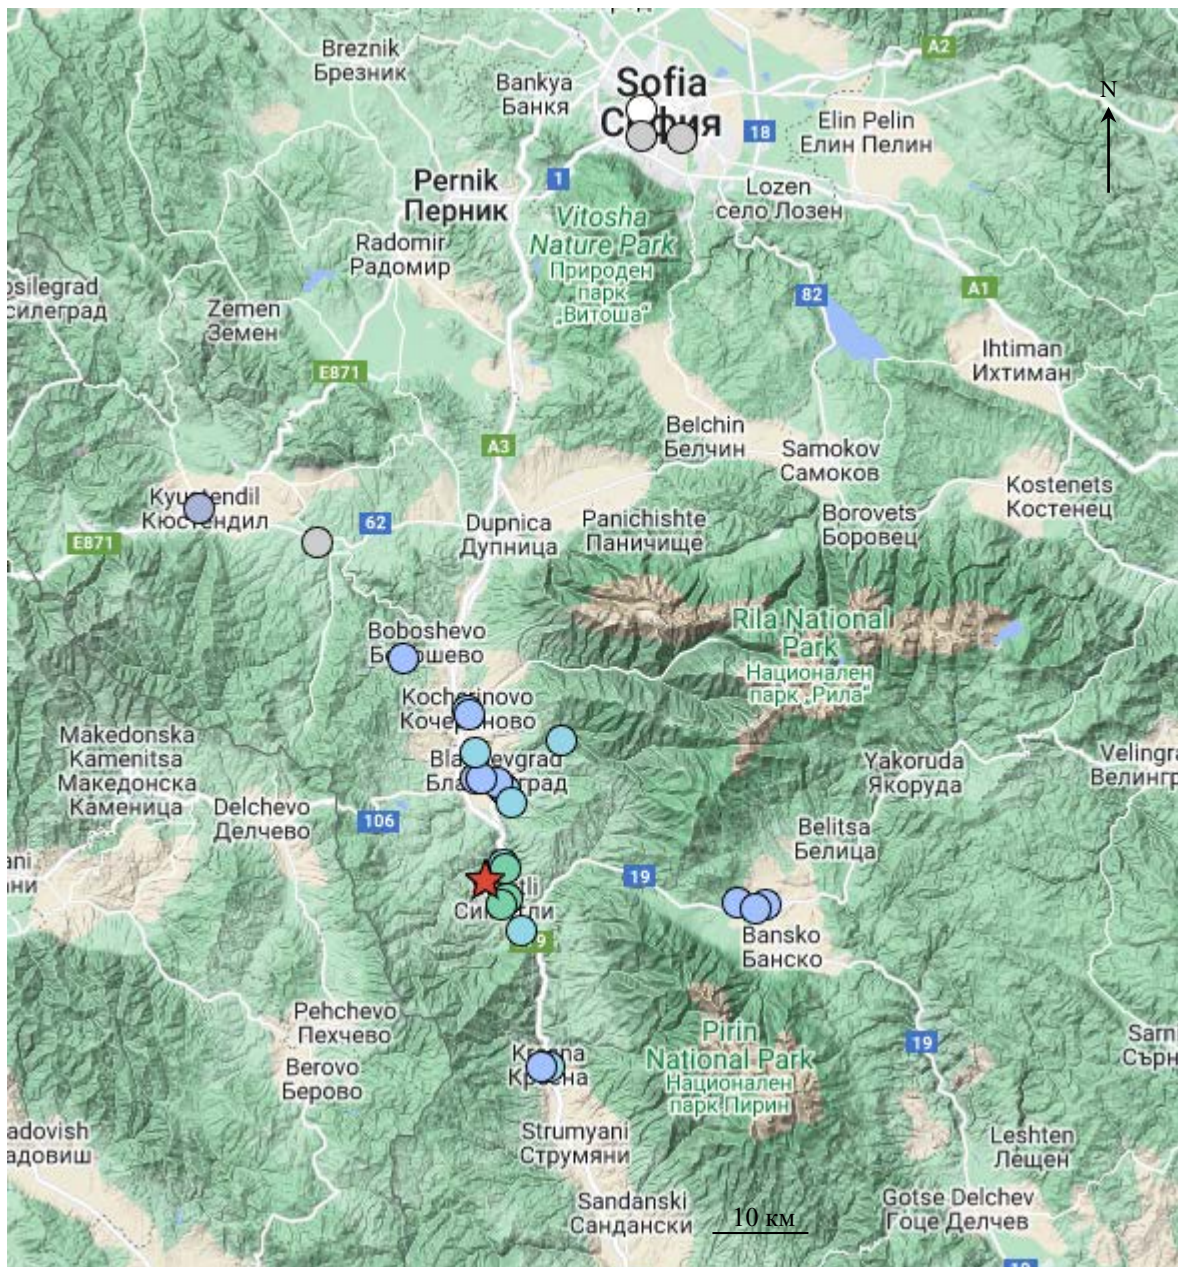 Breznik
Брезник
A2
Bankya
Банкя
Sofia
N
18
Elin Pelin
Елин Пелин
1
Pernik
Перник
Lozen
село Лозен
Vitosha
Nature Park
Природен
парк
„Витоша“
Radomir
Радомир
82
A1
Zemen
Земен
Ihtiman
Ихтиман
E871
A3
Belchin
Белчин
Samokov
Самоков
Kostenets
Костенец
Кюстендил
62
E871
Dupnica
Дупница
Panichishte
Паничище
Borovets
Боровец
Boboshevo
Rila National
Park
Национален
парк „Рила“
Makedonska
Kamenitsa
Македонска
Каменица
Yakoruda
Якоруда
Delchevo
Делчево
106
Belitsa
Белица
19
Bansko
Банско
Pehchevo
Пехчево
Berovo
Берово
Pirin
National Park
Национален
парк Пирин
19
Strumyani
Струмяни
Leshten
Лещен
Sandanski
Сандански
10 км
Gotse Delchev
Гоце Делчев